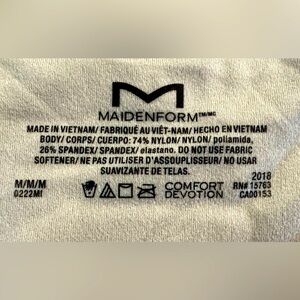 MAIDENFORM™/MC
MADE IN VIETNAM/ FABRIQUÉ AU VIÊT-NAM/ HECHO EN VIETNAM
BODY/ CORPS/ CUERPO: 74% NYLON/ NYLON/ poliamida,
26% SPANDEX/ SPANDEX/ elastano. DO NOT USE FABRIC
SOFTENER/ NE PAS UTILISER D'ASSOUPLISSEUR/ NO USAR
SUAVIZANTE DE TELAS.
2018
M/M/M COMFORT RN# 15763
0222MI DEVOTION CA00153